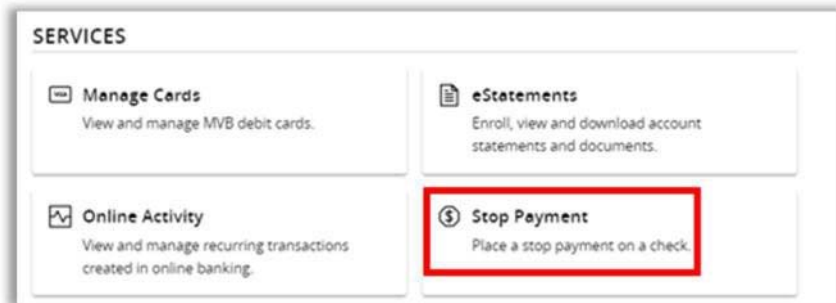 SERVICES
Manage Cards
View and manage MVB debit cards.
eStatements
Enroll, view and download account
statements and documents.
Online Activity
View and manage recurring transactions
created in online banking.
Stop Payment
Place a stop payment on a check.